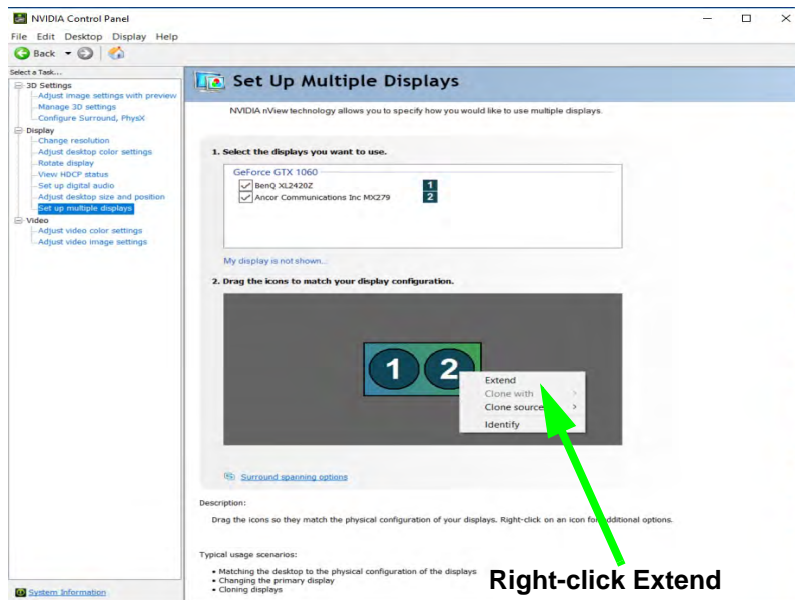 NVIDIA Control Panel
File Edit Desktop Display Help
Back
Select a Task...
3D Settings
Adjust image settings with preview
Manage 3D settings
Configure Surround, PhysX
Display
Change resolution
Adjust desktop color settings
Rotate display
View HDCP status
Set up digital audio
Adjust desktop size and position
Set up multiple displays
Video
Adjust video color settings
Adjust video image settings
System Information
Set Up Multiple Displays
NVIDIA nView technology allows you to specify how you would like to use multiple displays.
1. Select the displays you want to use.
GeForce GTX 1060
BenQ XL2420Z 1
Ancor Communications Inc MX279 2
My display is not shown...
2. Drag the icons to match your display configuration.
1 2
Extend
Clone with
Clone source
Identify
Surround spanning options
Description:
Drag the icons so they match the physical configuration of your displays. Right-click on an icon for additional options.
Typical usage scenarios:
• Matching the desktop to the physical configuration of the displays
• Changing the primary display
• Cloning displays
Right-click Extend